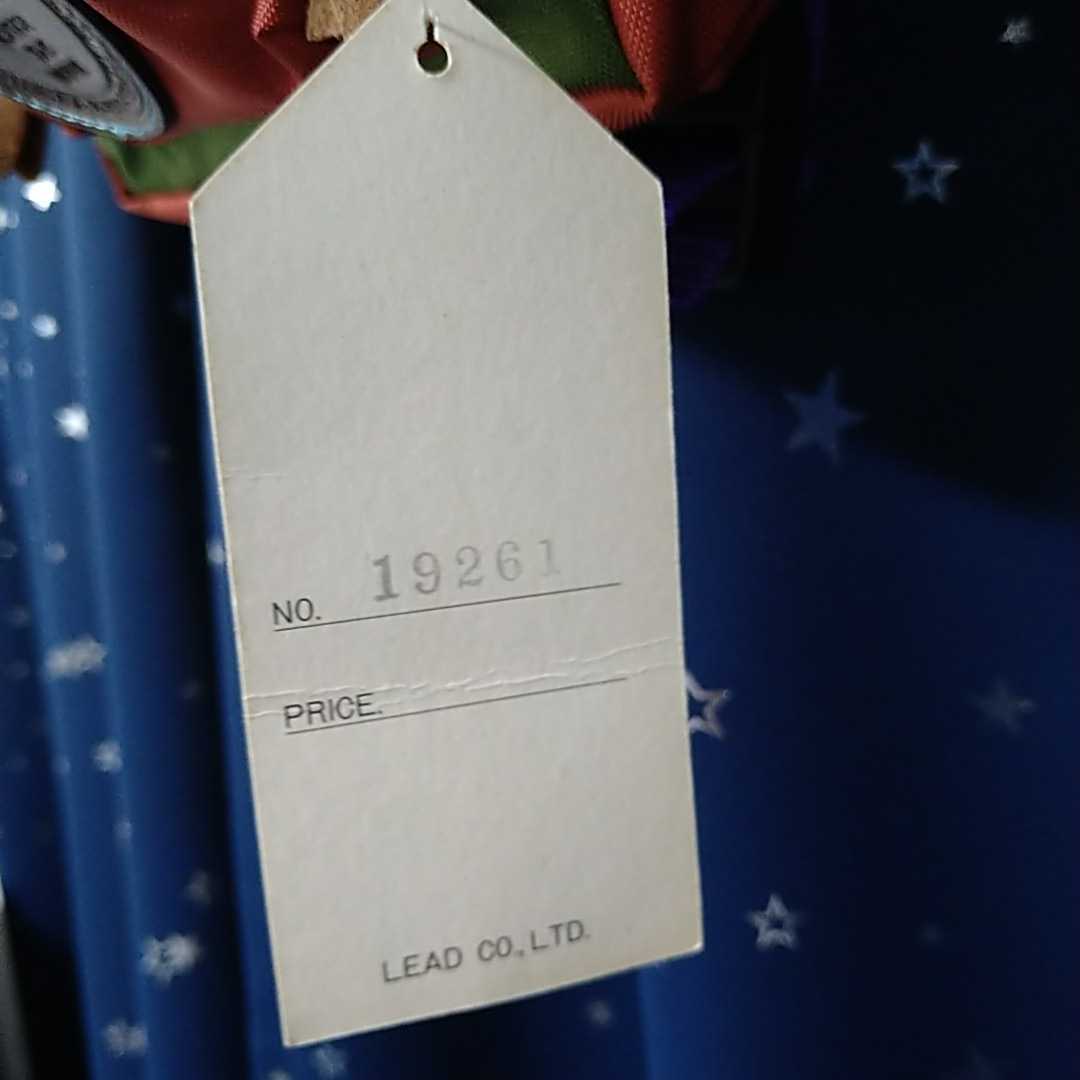 NO. 19261
PRICE.
LEAD CO., LTD.